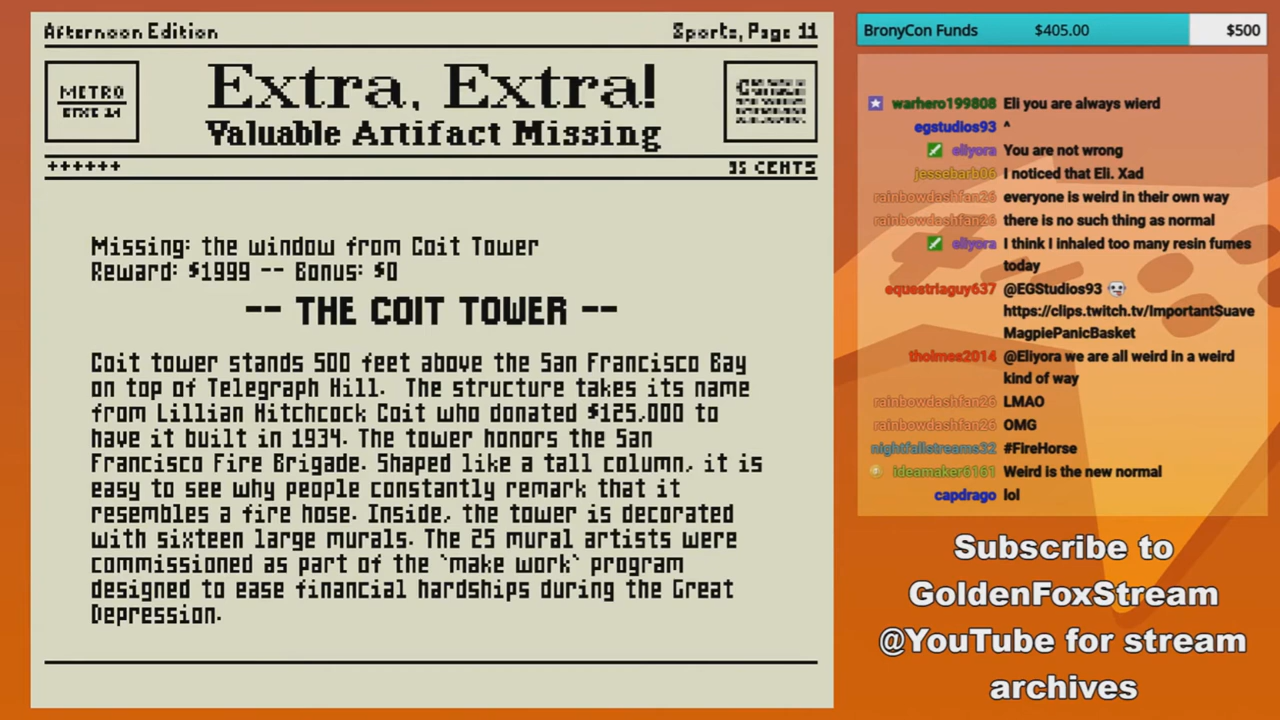 Afternoon Edition
Sports, Page 11
METRO
Extra, Extra!
Valuable Artifact Missing
++++++
35 CENTS
Missing: the window from Coit Tower
Reward: $1999 -- Bonus: $0
-- THE COIT TOWER --
Coit tower stands 500 feet above the San Francisco Bay
on top of Telegraph Hill. The structure takes its name
from Lillian Hitchcock Coit who donated $125,000 to
have it built in 1934. The tower honors the San
Francisco Fire Brigade. Shaped like a tall column, it is
easy to see why people constantly remark that it
resembles a fire hose. Inside, the tower is decorated
with sixteen large murals. The 25 mural artists were
commissioned as part of the `make work` program
designed to ease financial hardships during the Great
Depression.
BronyCon Funds $405.00 $500
warhero199808 Eli you are always wierd
egstudios93 ^
eliyora You are not wrong
jessebarb06 I noticed that Eli. Xad
rainbowdashfan26 everyone is weird in their own way
rainbowdashfan26 there is no such thing as normal
eliyora I think I inhaled too many resin fumes
today
equestriaguy637 @EGStudios93
https://clips.twitch.tv/ImportantSuave
MagpiePanicBasket
tholmes2014 @Eliyora we are all weird in a weird
kind of way
rainbowdashfan26 LMAO
rainbowdashfan26 OMG
nightfallstreams32 #FireHorse
ideamaker6161 Weird is the new normal
capdrago lol
Subscribe to
GoldenFoxStream
@YouTube for stream
archives